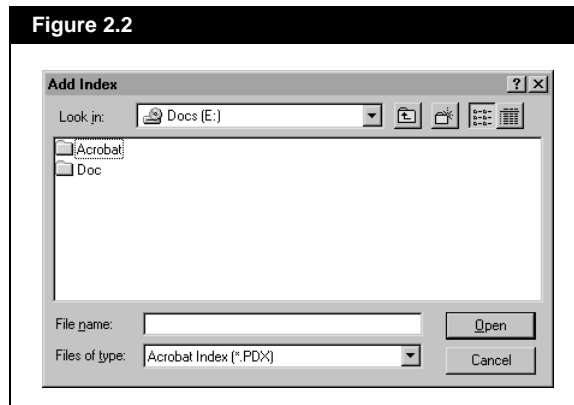 Figure 2.2
Add Index
Look in: Docs (E:)
Acrobat
Doc
File name: Open
Files of type: Acrobat Index (*.PDX) Cancel